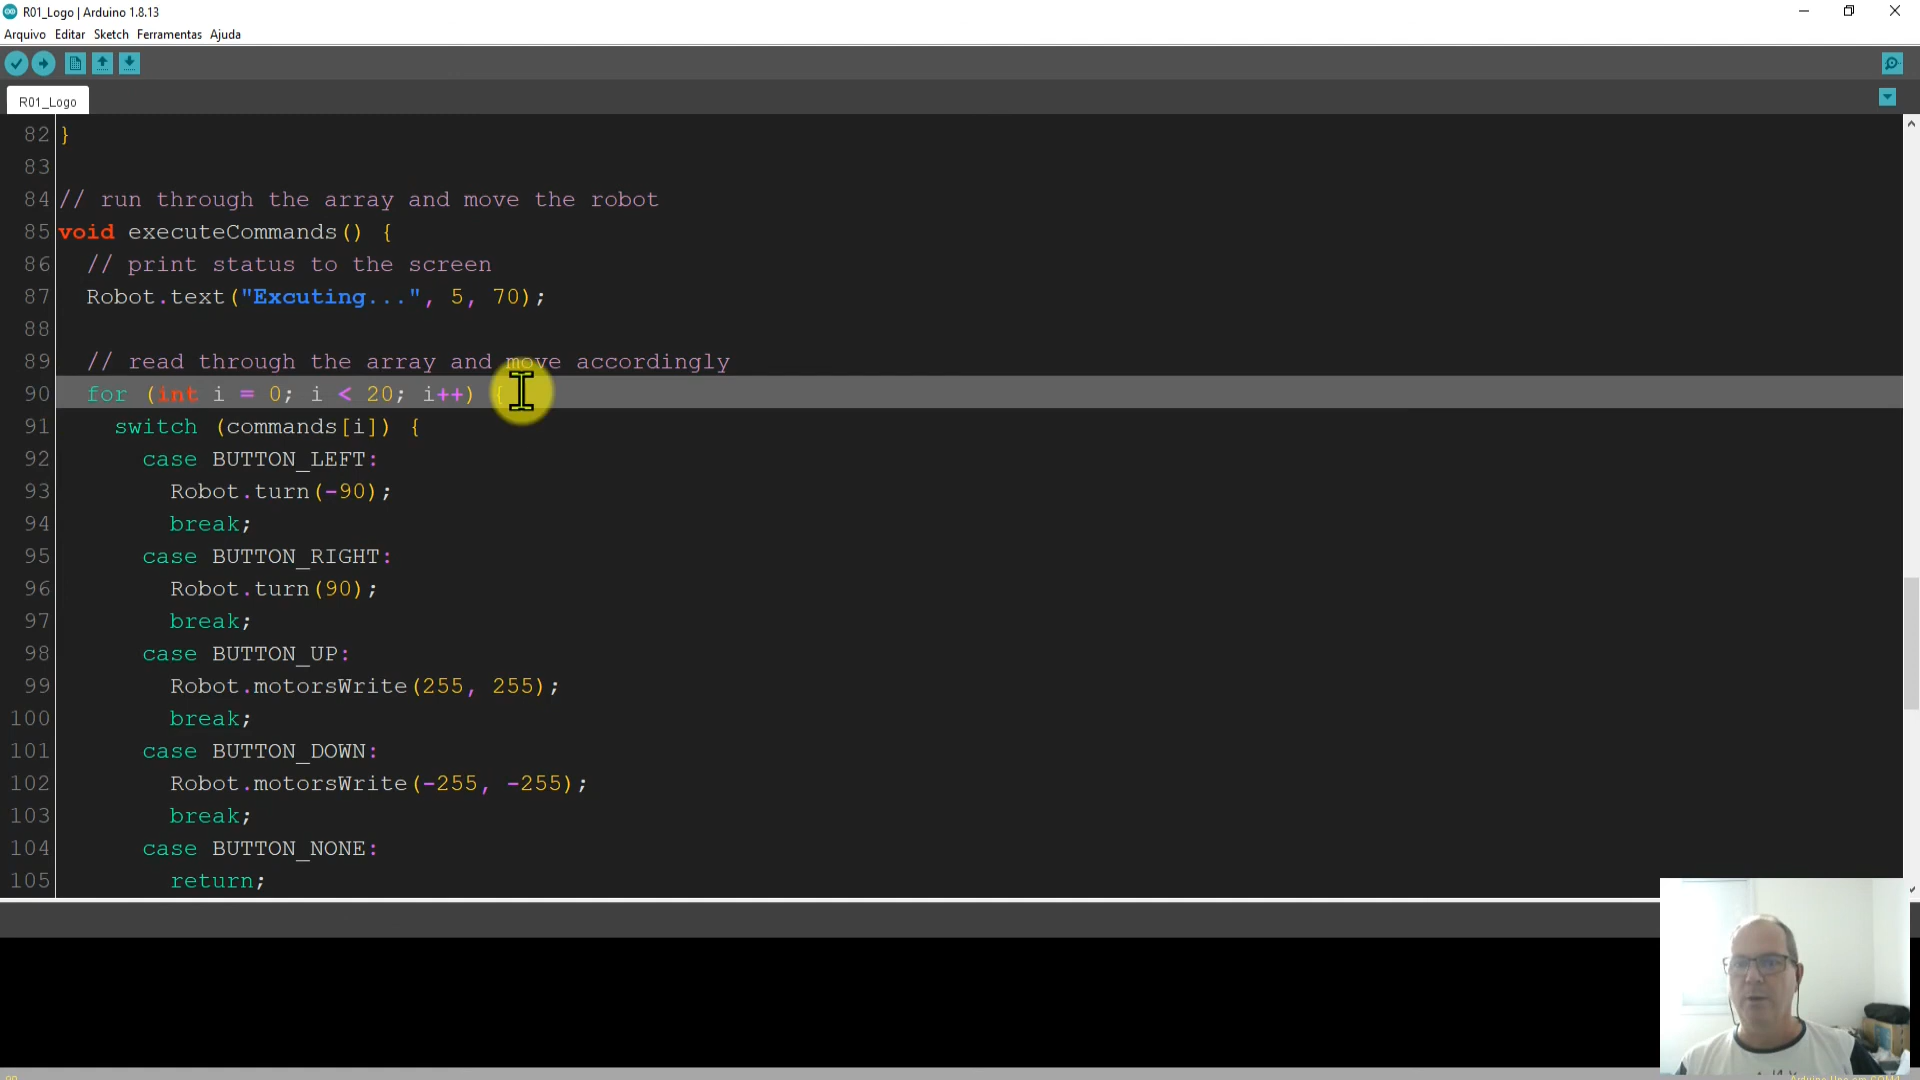 R01_Logo | Arduino 1.8.13
Arquivo Editar Sketch Ferramentas Ajuda
R01_Logo
82 }
83
84 // run through the array and move the robot
85 void executeCommands() {
86 // print status to the screen
87 Robot.text("Excuting...", 5, 70);
88
89 // read through the array and move accordingly
90 for (int i = 0; i < 20; i++) {
91 switch (commands[i]) {
92 case BUTTON_LEFT:
93 Robot.turn(-90);
94 break;
95 case BUTTON_RIGHT:
96 Robot.turn(90);
97 break;
98 case BUTTON_UP:
99 Robot.motorsWrite(255, 255);
100 break;
101 case BUTTON_DOWN:
102 Robot.motorsWrite(-255, -255);
103 break;
104 case BUTTON_NONE:
105 return;